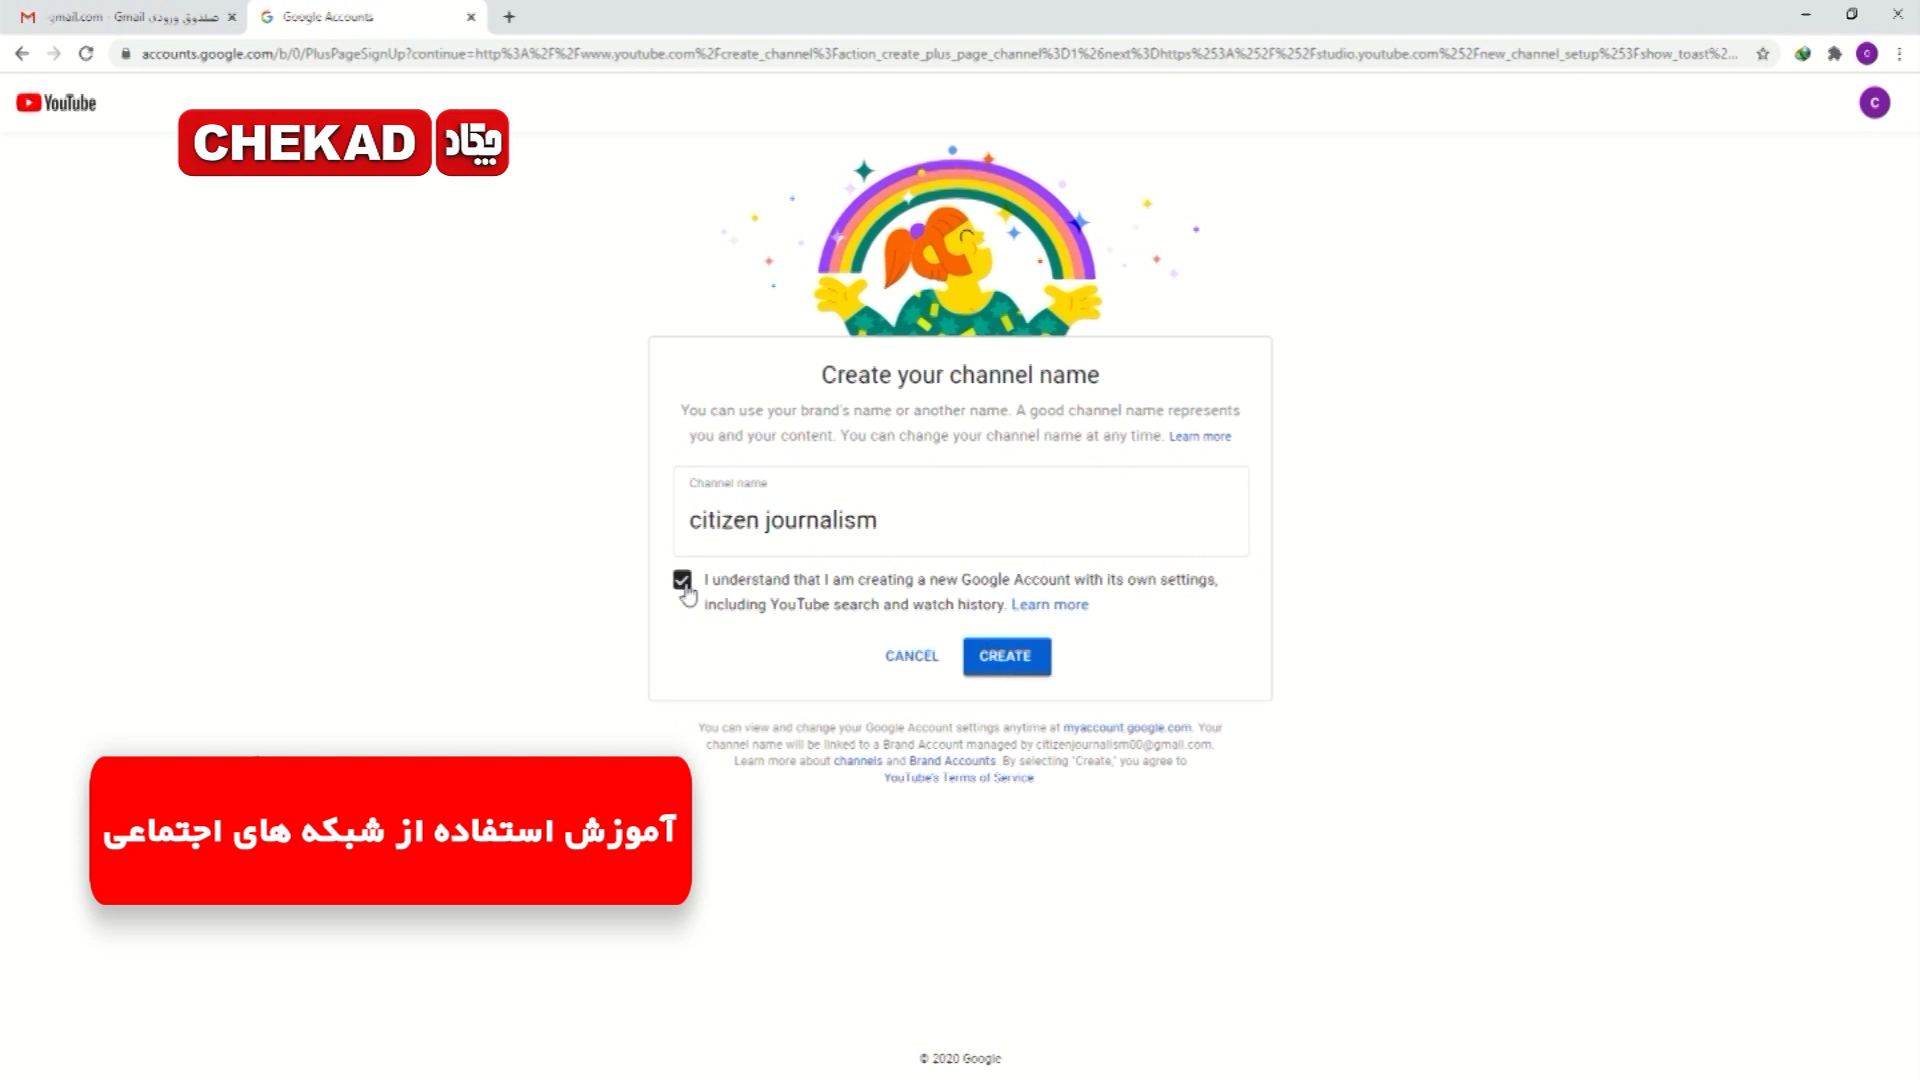 gmail.com - Gmail صندوق ورودی
Google Accounts
accounts.google.com/b/0/PlusPageSignUp?continue=http%3A%2F%2Fwww.youtube.com%2Fcreate_channel%3Faction_create_plus_page_channel%3D1%26next%3Dhttps%253A%252F%252Fstudio.youtube.com%252Fnew_channel_setup%253Fshow_toast%2...
YouTube
C
CHEKAD چکاد
Create your channel name
You can use your brand's name or another name. A good channel name represents
you and your content. You can change your channel name at any time. Learn more
Channel name
citizen journalism
I understand that I am creating a new Google Account with its own settings,
including YouTube search and watch history. Learn more
CANCEL CREATE
You can view and change your Google Account settings anytime at myaccount.google.com. Your
channel name will be linked to a Brand Account managed by citizenjournalism00@gmail.com.
Learn more about channels and Brand Accounts. By selecting "Create," you agree to
YouTube's Terms of Service
آموزش استفاده از شبکه های اجتماعی
© 2020 Google